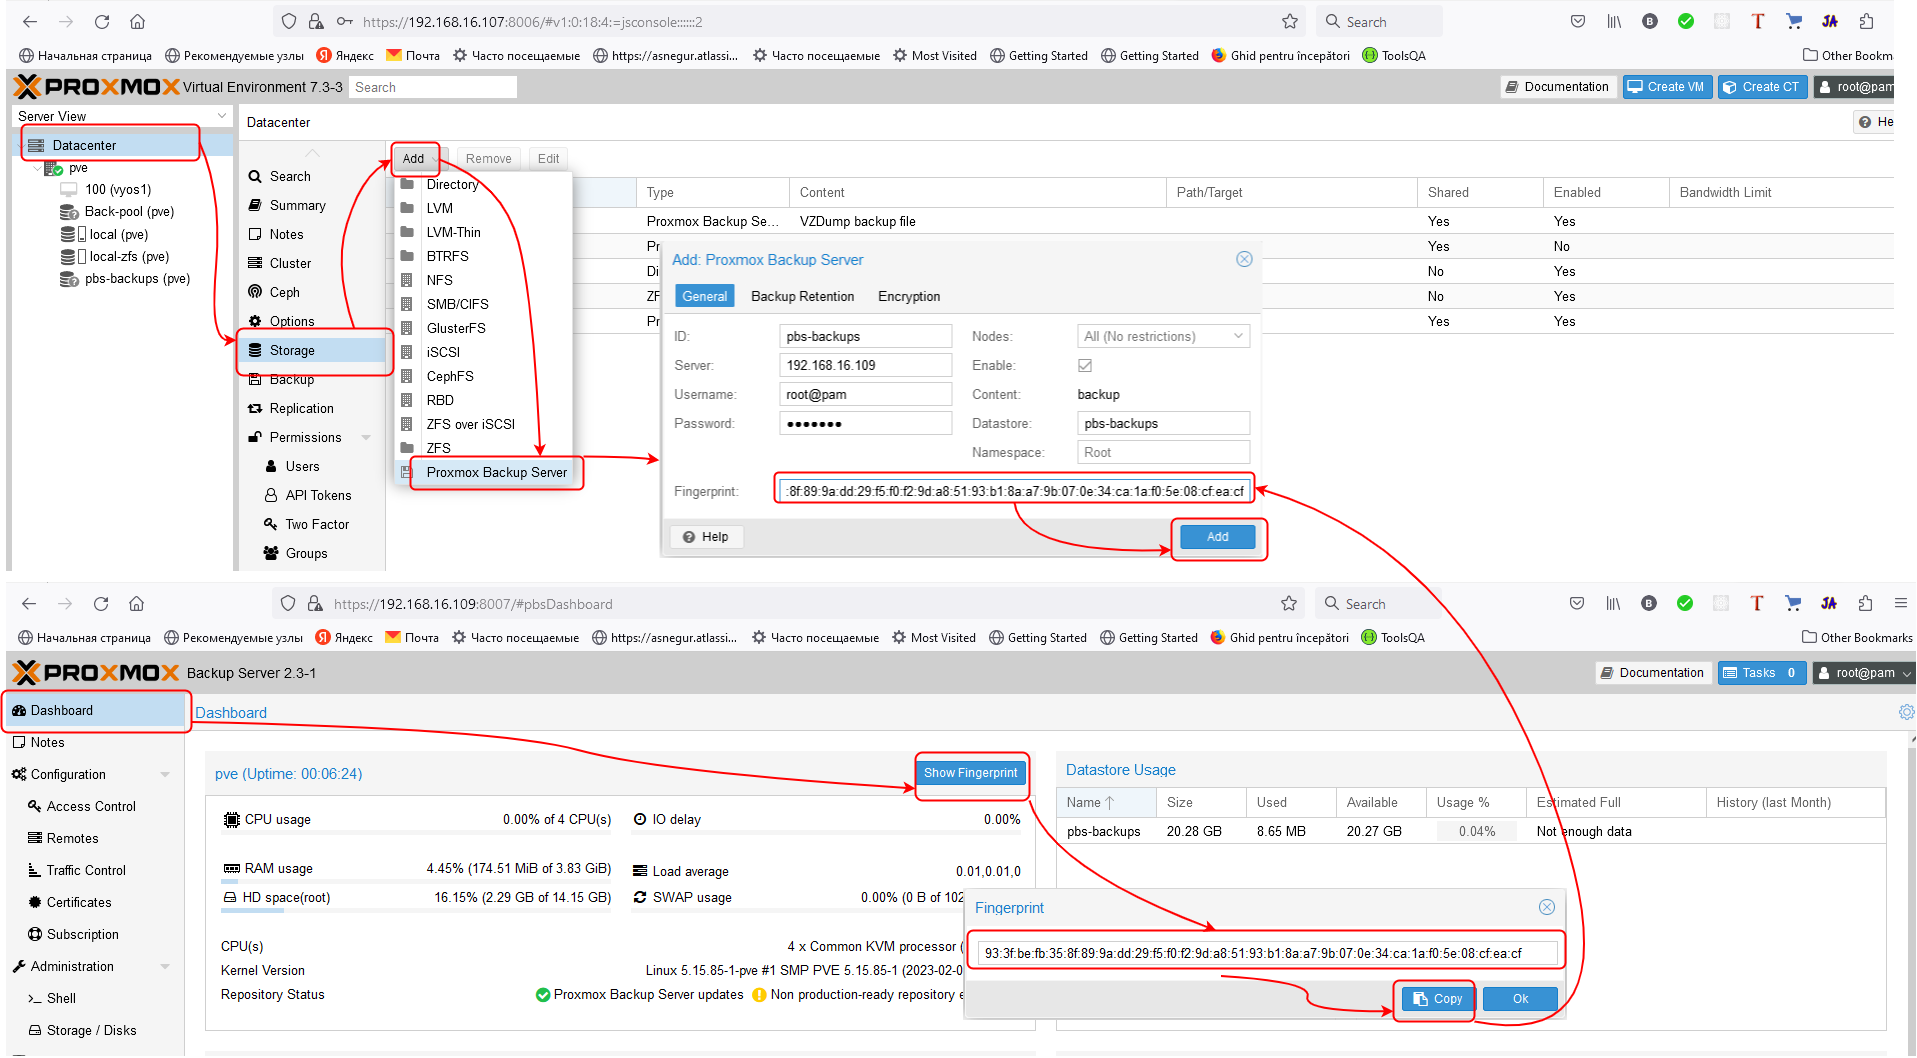 https://192.168.16.107:8006/#v1:0:18:4:=jsconsole::::::2
Search
Начальная страница Рекомендуемые узлы Яндекс Почта Часто посещаемые https://asnegur.atlassi... Часто посещаемые Most Visited Getting Started Getting Started Ghid pentru începători ToolsQA Other Bookm
PROXMOX Virtual Environment 7.3-3 Search Documentation Create VM Create CT root@pam
Server View
Datacenter
pve
100 (vyos1)
Back-pool (pve)
local (pve)
local-zfs (pve)
pbs-backups (pve)
Datacenter He
Search
Summary
Notes
Cluster
Ceph
Options
Storage
Backup
Replication
Permissions
Users
API Tokens
Two Factor
Groups
Add Remove Edit
Directory
LVM
LVM-Thin
BTRFS
NFS
SMB/CIFS
GlusterFS
iSCSI
CephFS
RBD
ZFS over iSCSI
ZFS
Proxmox Backup Server
Type Content Path/Target Shared Enabled Bandwidth Limit
Proxmox Backup Se... VZDump backup file Yes Yes
Pr Yes No
Di No Yes
ZF No Yes
Pr Yes Yes
Add: Proxmox Backup Server
General Backup Retention Encryption
ID: pbs-backups Nodes: All (No restrictions)
Server: 192.168.16.109 Enable:
Username: root@pam Content: backup
Password: ●●●●●●● Datastore: pbs-backups
Namespace: Root
Fingerprint: :8f:89:9a:dd:29:f5:f0:f2:9d:a8:51:93:b1:8a:a7:9b:07:0e:34:ca:1a:f0:5e:08:cf:ea:cf
Help Add
https://192.168.16.109:8007/#pbsDashboard
Search
Начальная страница Рекомендуемые узлы Яндекс Почта Часто посещаемые https://asnegur.atlassi... Часто посещаемые Most Visited Getting Started Getting Started Ghid pentru începători ToolsQA Other Bookmarks
PROXMOX Backup Server 2.3-1 Documentation Tasks 0 root@pam
Dashboard
Notes
Configuration
Access Control
Remotes
Traffic Control
Certificates
Subscription
Administration
Shell
Storage / Disks
Dashboard
pve (Uptime: 00:06:24) Show Fingerprint
CPU usage 0.00% of 4 CPU(s) IO delay 0.00%
RAM usage 4.45% (174.51 MiB of 3.83 GiB) Load average 0.01,0.01,0
HD space(root) 16.15% (2.29 GB of 14.15 GB) SWAP usage 0.00% (0 B of 102
CPU(s) 4 x Common KVM processor (
Kernel Version Linux 5.15.85-1-pve #1 SMP PVE 5.15.85-1 (2023-02-0
Repository Status Proxmox Backup Server updates Non production-ready repository e
Datastore Usage
Name Size Used Available Usage % Estimated Full History (last Month)
pbs-backups 20.28 GB 8.65 MB 20.27 GB 0.04% Not enough data
Fingerprint
93:3f:be:fb:35:8f:89:9a:dd:29:f5:f0:f2:9d:a8:51:93:b1:8a:a7:9b:07:0e:34:ca:1a:f0:5e:08:cf:ea:cf
Copy Ok